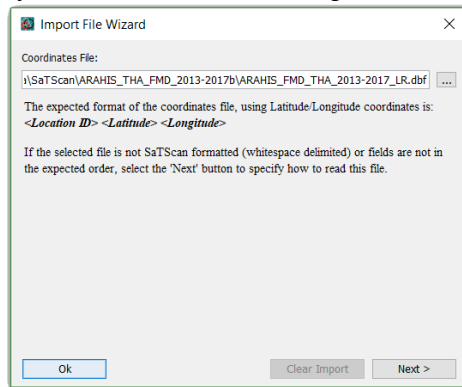 Import File Wizard
Coordinates File:
\SaTScan\ARAHIS_THA_FMD_2013-2017b\ARAHIS_FMD_THA_2013-2017_LR.dbf ...
The expected format of the coordinates file, using Latitude/Longitude coordinates is:
<Location ID> <Latitude> <Longitude>
If the selected file is not SaTScan formatted (whitespace delimited) or fields are not in
the expected order, select the 'Next' button to specify how to read this file.
Ok Clear Import Next >